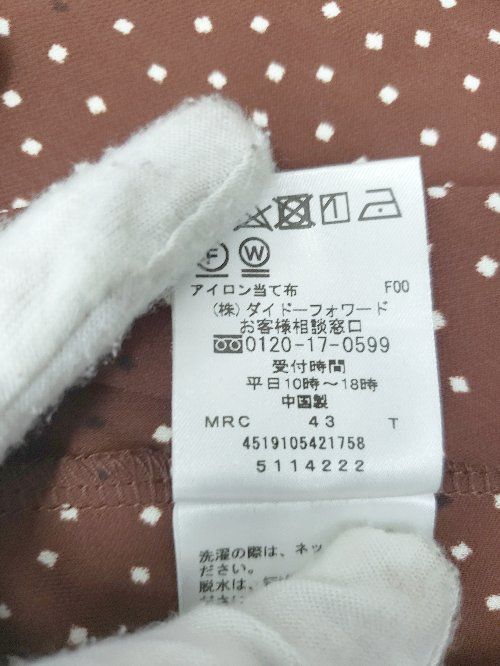 F W
アイロン当て布 F00
(株)ダイドーフォワード
お客様相談窓口
0120-17-0599
受付時間
平日10時〜18時
中国製
MRC 43 T
4519105421758
5114222
洗濯の際は、ネッ
ださい。
脱水は、
ださい。